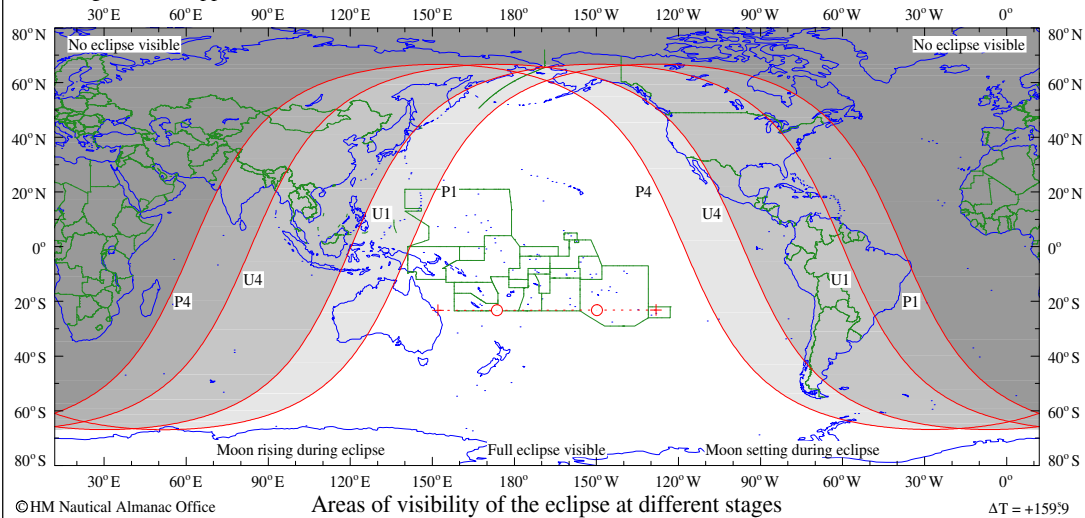 30° E 60° E 90° E 120° E 150° E 180° 150° W 120° W 90° W 60° W 30° W 0°
80° N 80° N
No eclipse visible No eclipse visible
60° N 60° N
40° N 40° N
20° N P1 P4 20° N
U1 U4
0° 0°
U4 U1
20° S P4 P1 20° S
40° S 40° S
60° S 60° S
Moon rising during eclipse Full eclipse visible Moon setting during eclipse
80° S 80° S
30° E 60° E 90° E 120° E 150° E 180° 150° W 120° W 90° W 60° W 30° W 0°
©HM Nautical Almanac Office Areas of visibility of the eclipse at different stages ΔT = +159ˢ.9